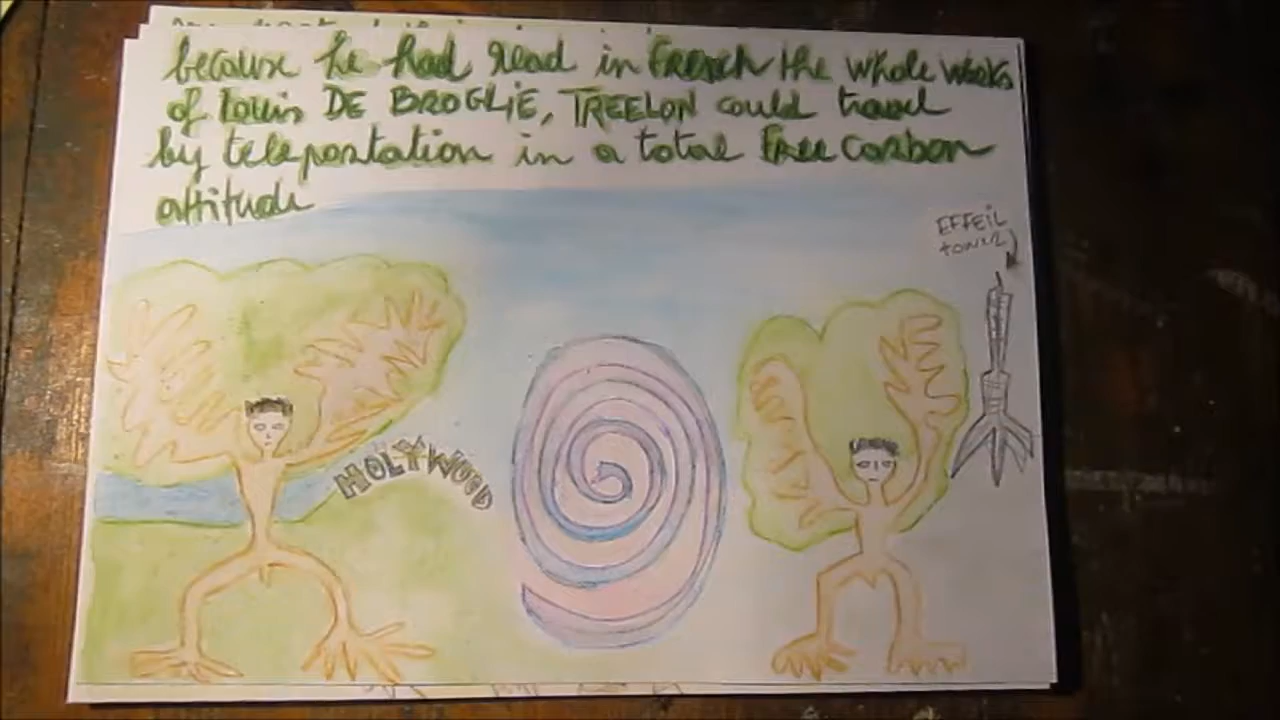 because he had read in French the whole works
of Louis DE BROGLIE, TREELON could travel
by teleportation in a total Free carbon
attitude
EFFEIL
TOWER
HOLYWOOD